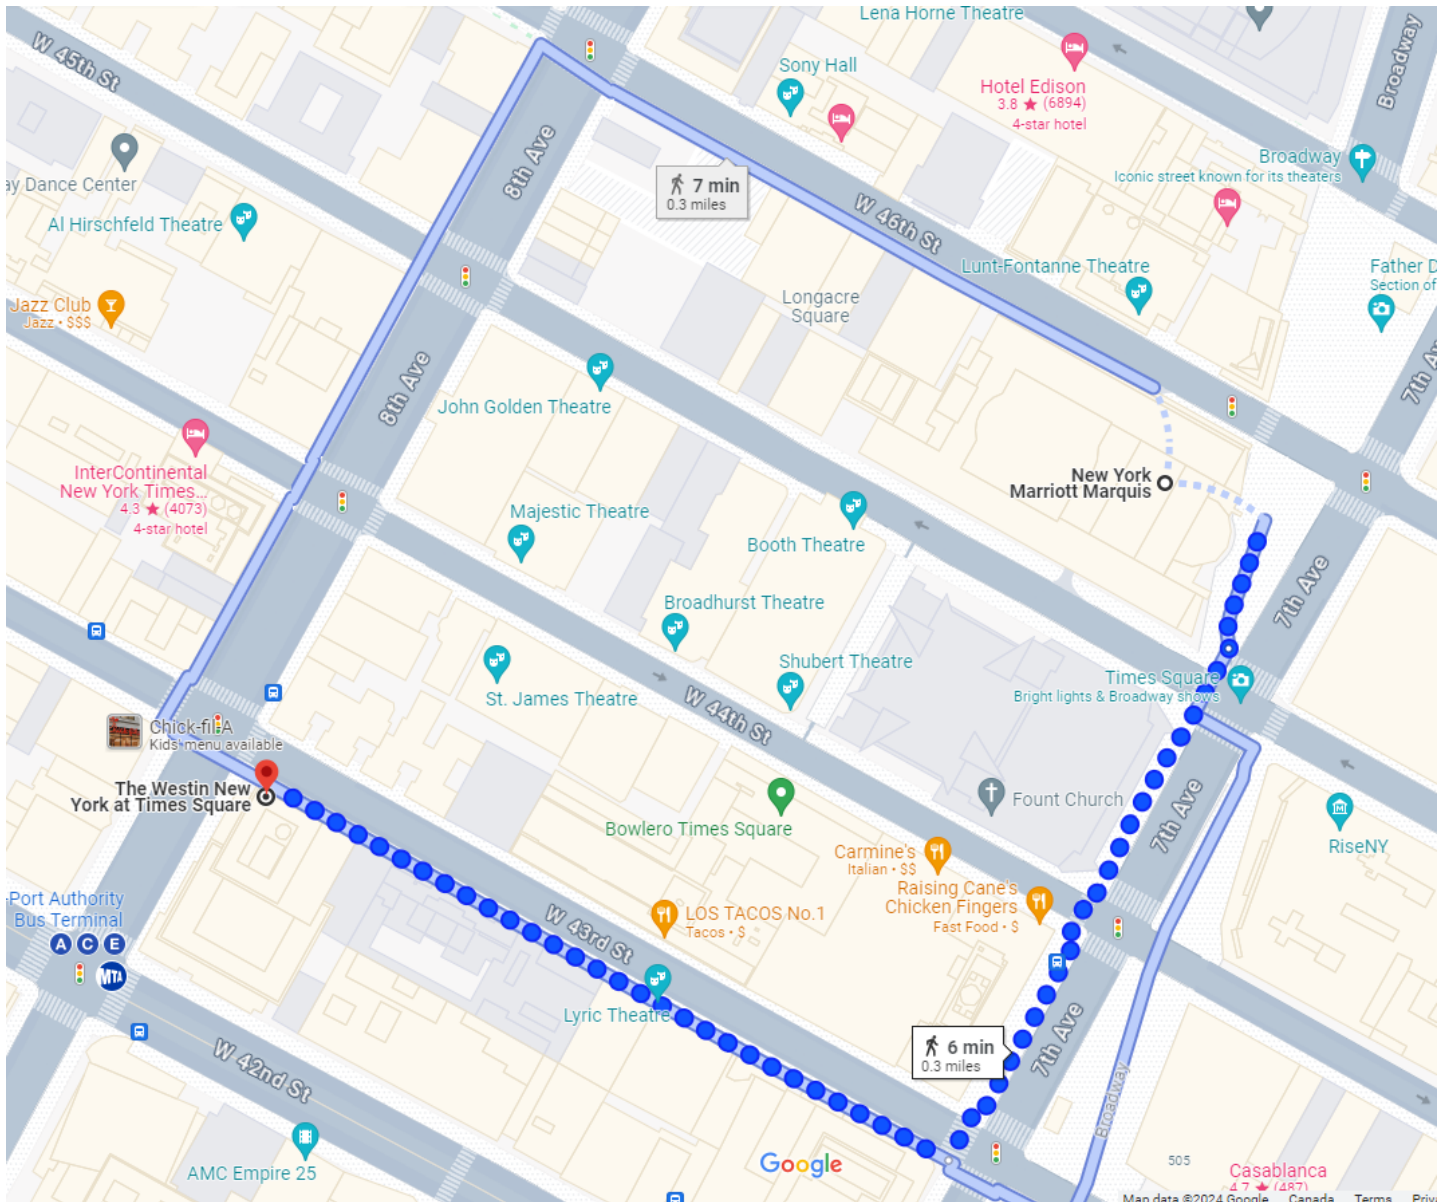 Lena Horne Theatre
W 45th St
Broadway
Sony Hall
Hotel Edison
3.8 ★ (6894)
4-star hotel
8th Ave
Broadway
Iconic street known for its theaters
ay Dance Center
7 min
0.3 miles
Al Hirschfeld Theatre
W 46th St
Lunt-Fontanne Theatre
Father D
Section of
Jazz Club
Jazz • $$$
Longacre
Square
8th Ave
7th Av
John Golden Theatre
InterContinental
New York Times...
4.3 ★ (4073)
4-star hotel
New York
Marriott Marquis
Majestic Theatre
Booth Theatre
7th Ave
Broadhurst Theatre
Shubert Theatre
Times Square
Bright lights & Broadway shows
St. James Theatre
W 44th St
Chick-fil-A
Kids' menu available
The Westin New
York at Times Square
Fount Church
7th Ave
Bowlero Times Square
RiseNY
Carmine's
Italian • $$
Raising Cane's
Chicken Fingers
Fast Food • $
-Port Authority
Bus Terminal
A C E
MTA
LOS TACOS No.1
Tacos • $
W 43rd St
Lyric Theatre
7th Ave
6 min
0.3 miles
W 42nd St
Broadway
AMC Empire 25
Google
505
Casablanca
4.7 ★ (487)
Map data ©2024 Google Canada Terms Priv